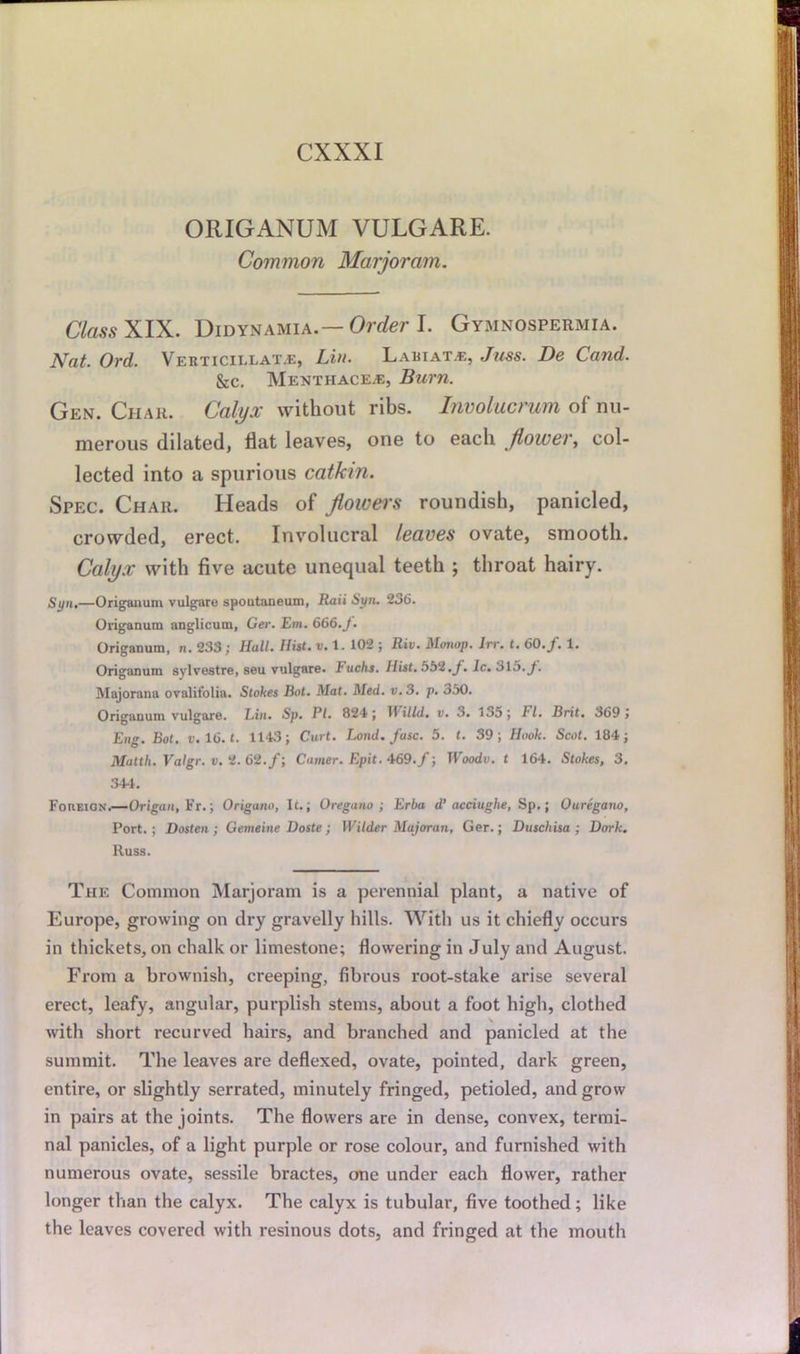 CXXXI
ORIGANUM VULGARE.
Common Marjoram.
Class XIX. Didynamia.—Order I. Gymnospermia.
Nat. Ord. Verticillatæ, Lin. Labiatæ, Juss. De Cand.
&c. Menthaceæ, Burn.
Gen. Char. Calyx without ribs. Involucrum of nu-
merous dilated, flat leaves, one to each flower, col-
lected into a spurious catkin.
Spec. Char. Heads of flowers roundish, panicled,
crowded, erect. Involucral leaves ovate, smooth.
Calyx with five acute unequal teeth ; throat hairy.
Syn.—Origanum vulgare spontaneum, Raii Syn. 236.
Origanum anglicum, Ger. Em. 666. f.
Origanum, n. 233 ; Hall. Hist. v. 1. 102 ; Riv. Monop. Irr. t. 60. f. 1.
Origanum sylvestre, seu vulgare. Fuchs. Hist. 552. f. Ic. 315. f.
Majorana ovalifolia. Stokes Bot. Mat. Med. v. 3. p. 350.
Origanum vulgare. Lin. Sp. Pl. 824 ; Willd. v. 3. 135 ; Fl. Brit. 369 ;
Eng. Bot. v. 16. t. 1143 ; Curt. Lond. fasc. 5. t. 39 ; Hook. Scot. 184 ;
Matth. Valgr. v. 2. 62. f ; Camer. Epit. 469. f ; Woodv. t 164. Stokes, 3.
344.
Foreign.—Origan, Fr. ; Origano, It. ; Oregano ; Erba d' acciughe, Sp. ; Ourégano,
Port. ; Dosten ; Gemeine Doste ; Wilder Majoran, Ger. ; Duschisa ; Dork.
Russ.
The Common Marjoram is a perennial plant, a native of
Europe, growing on dry gravelly hills. With us it chiefly occurs
in thickets, on chalk or limestone; flowering in July and August.
From a brownish, creeping, fibrous root-stake arise several
erect, leafy, angular, purplish stems, about a foot high, clothed
with short recurved hairs, and branched and panicled at the
summit. The leaves are deflexed, ovate, pointed, dark green,
entire, or slightly serrated, minutely fringed, petioled, and grow
in pairs at the joints. The flowers are in dense, convex, termi-
nal panicles, of a light purple or rose colour, and furnished with
numerous ovate, sessile bractes, one under each flower, rather
longer than the calyx. The calyx is tubular, five toothed ; like
the leaves covered with resinous dots, and fringed at the mouth